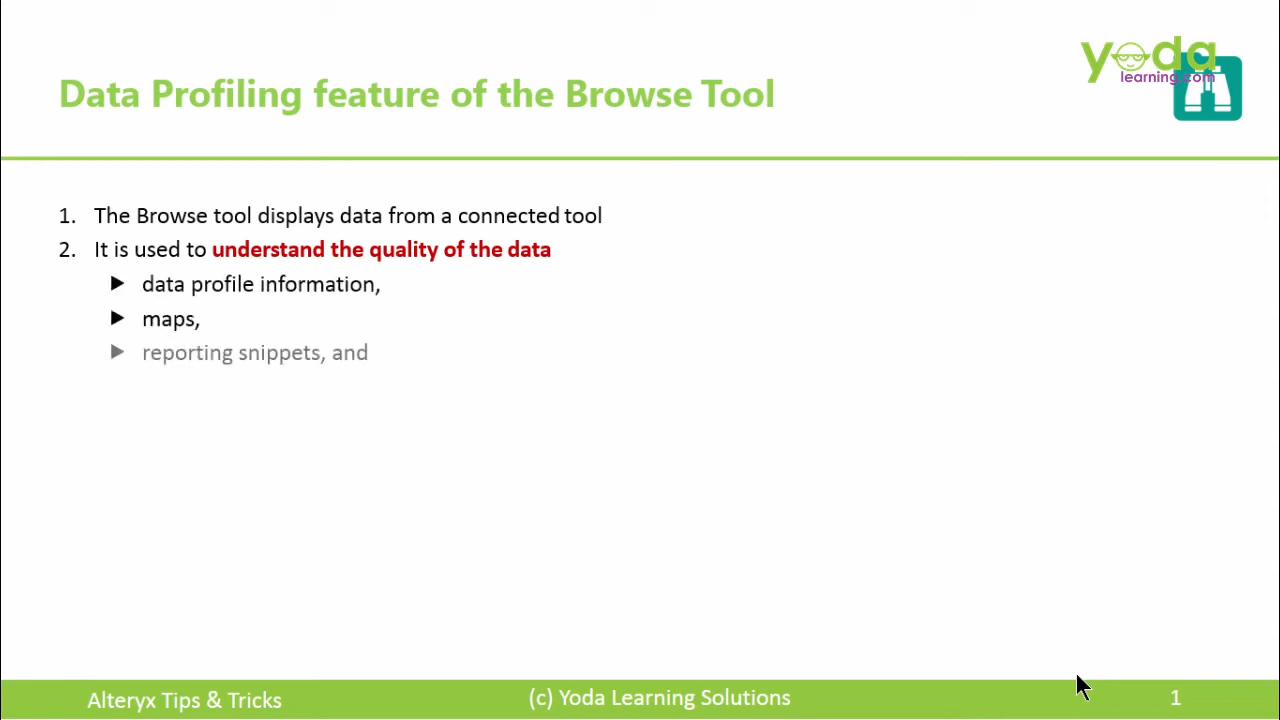 yoda
learning.com
Data Profiling feature of the Browse Tool
1. The Browse tool displays data from a connected tool
2. It is used to understand the quality of the data
data profile information,
maps,
reporting snippets, and
Alteryx Tips & Tricks
(c) Yoda Learning Solutions
1